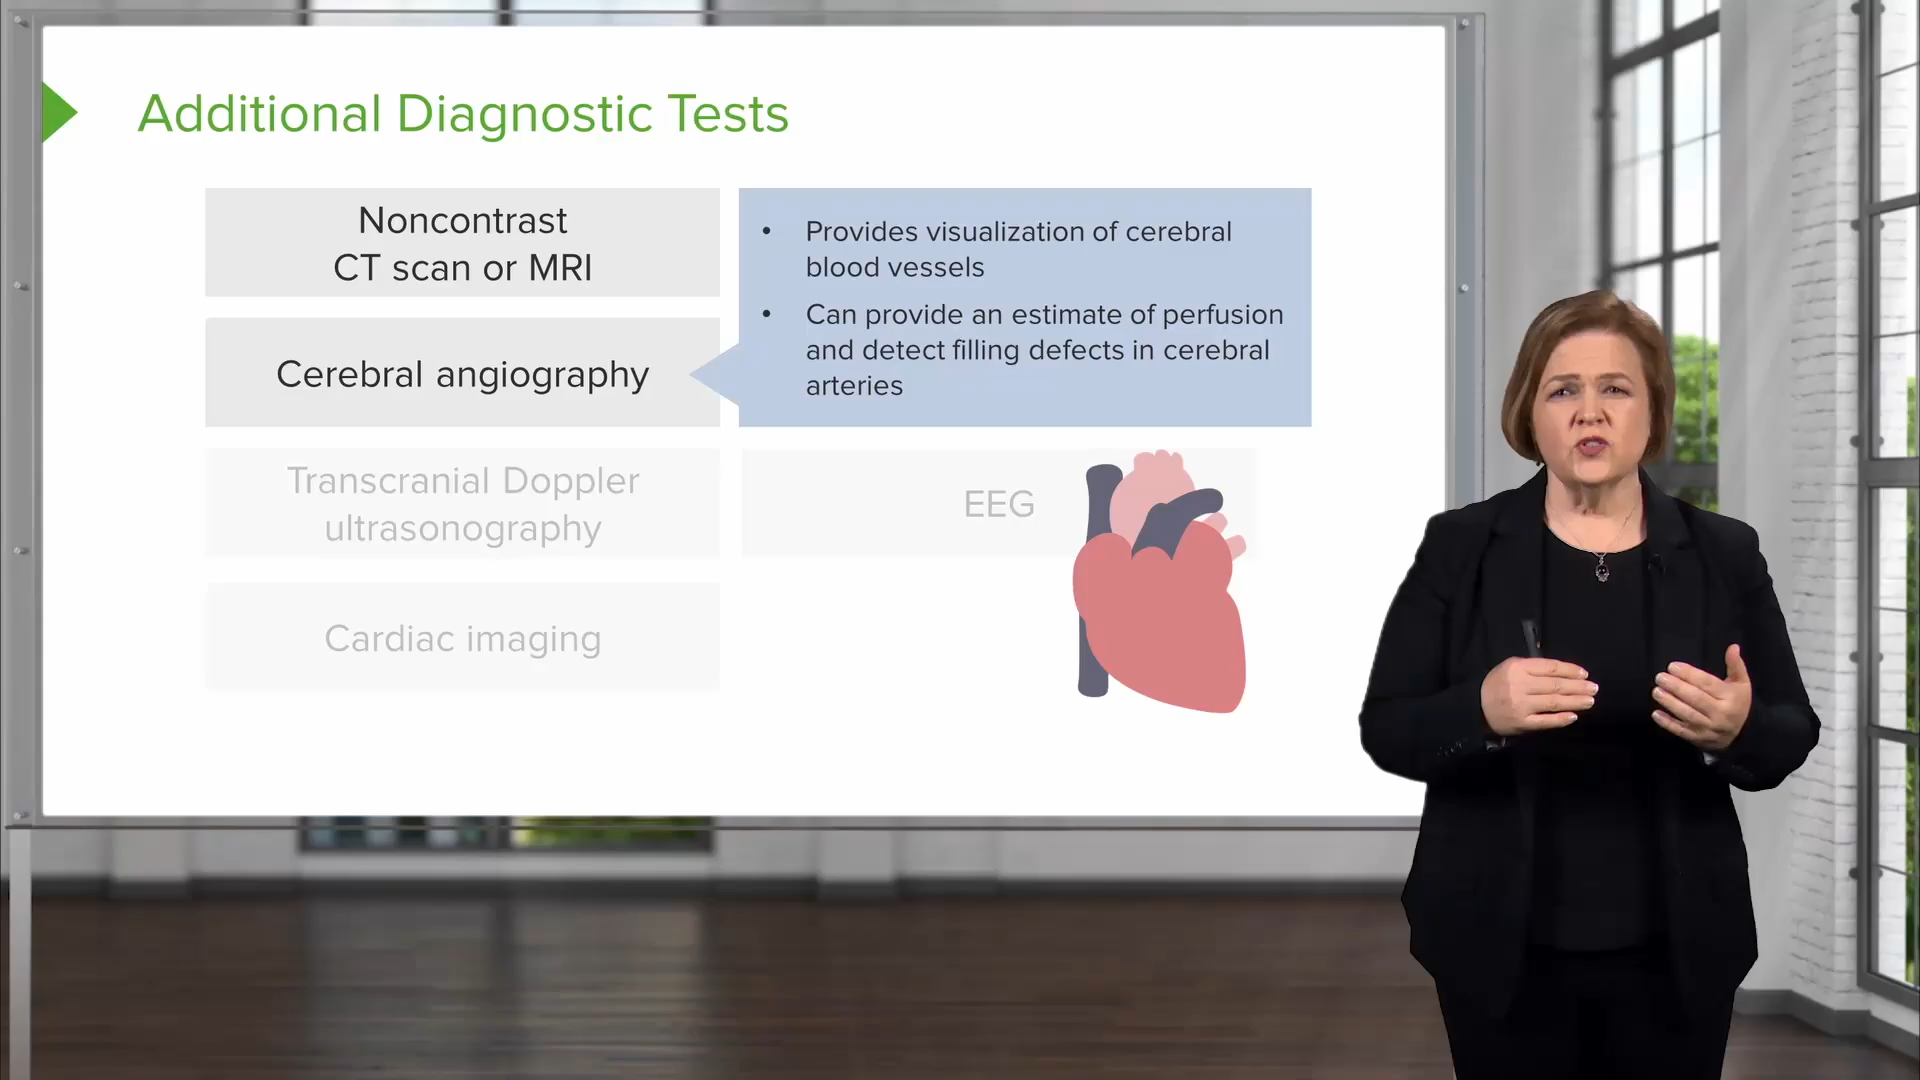 Additional Diagnostic Tests
Noncontrast
CT scan or MRI
• Provides visualization of cerebral
blood vessels
• Can provide an estimate of perfusion
and detect filling defects in cerebral
arteries
Cerebral angiography
Transcranial Doppler
ultrasonography
EEG
Cardiac imaging